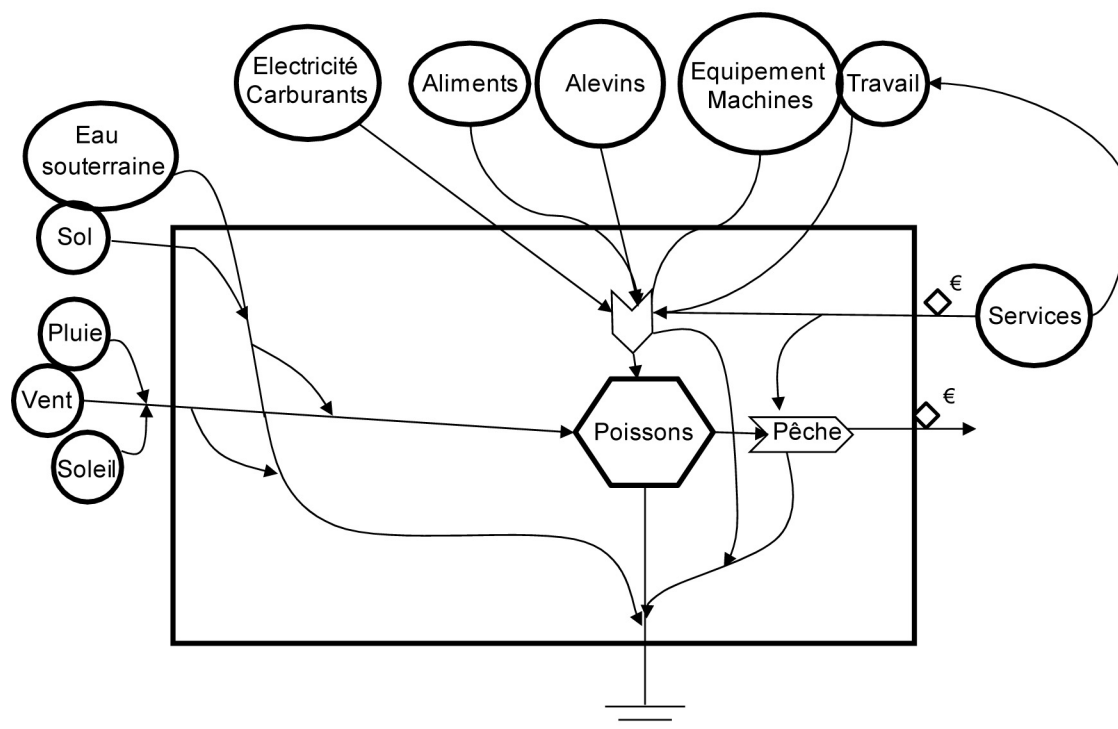 Electricité
Carburants
Aliments
Alevins
Equipement
Machines
Travail
Eau
souterraine
Sol
Pluie
Vent
Soleil
€
Services
€
Poissons
Pêche